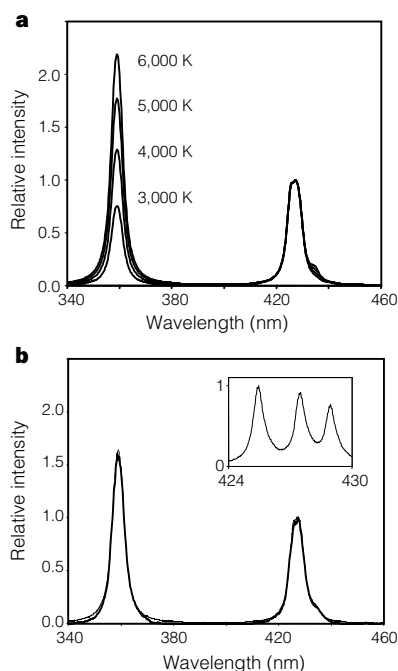 a
Relative intensity
2.0
1.5
1.0
0.5
0.0
6,000 K
5,000 K
4,000 K
3,000 K
340 380 420 460
Wavelength (nm)
b
Relative intensity
2.0
1.5
1.0
0.5
0.0
1
0
424 430
340 380 420 460
Wavelength (nm)